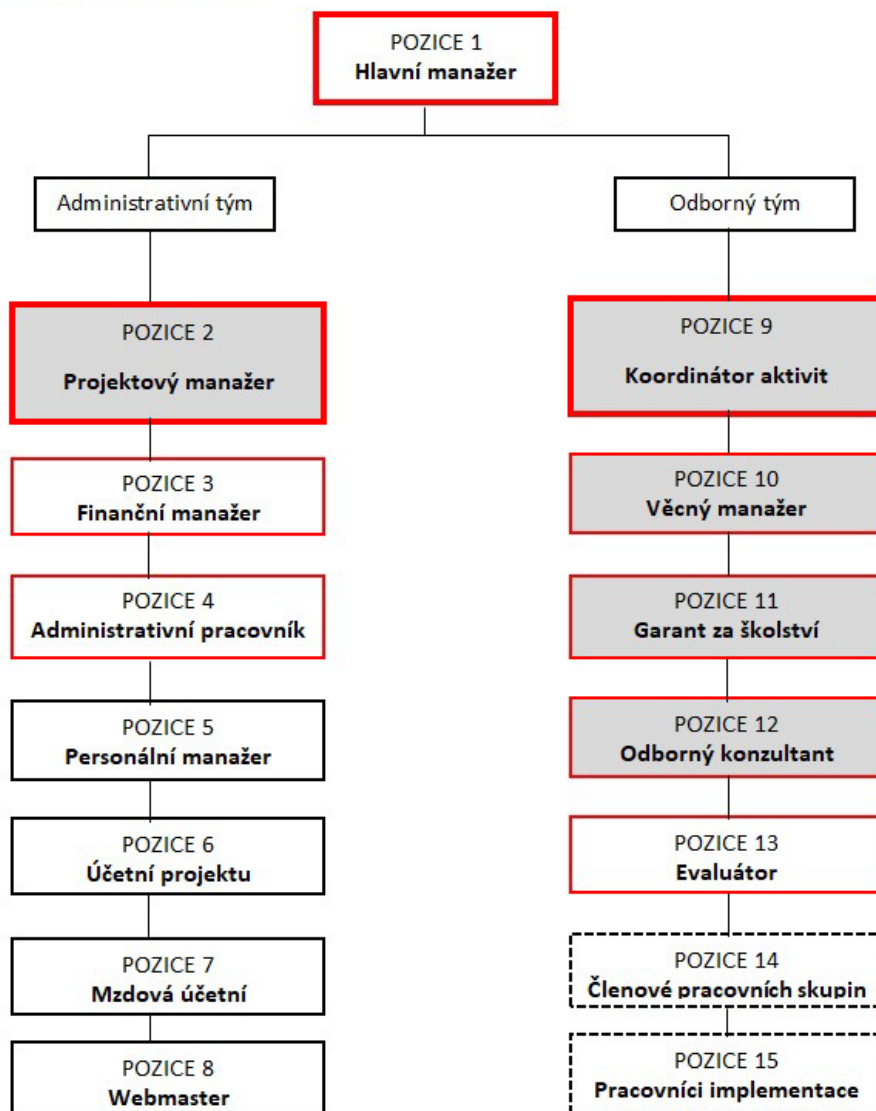 POZICE 1
Hlavní manažer
Administrativní tým
POZICE 2
Projektový manažer
POZICE 3
Finanční manažer
POZICE 4
Administrativní pracovník
POZICE 5
Personální manažer
POZICE 6
Účetní projektu
POZICE 7
Mzdová účetní
POZICE 8
Webmaster
Odborný tým
POZICE 9
Koordinátor aktivit
POZICE 10
Věcný manažer
POZICE 11
Garant za školství
POZICE 12
Odborný konzultant
POZICE 13
Evaluátor
POZICE 14
Členové pracovních skupin
POZICE 15
Pracovníci implementace